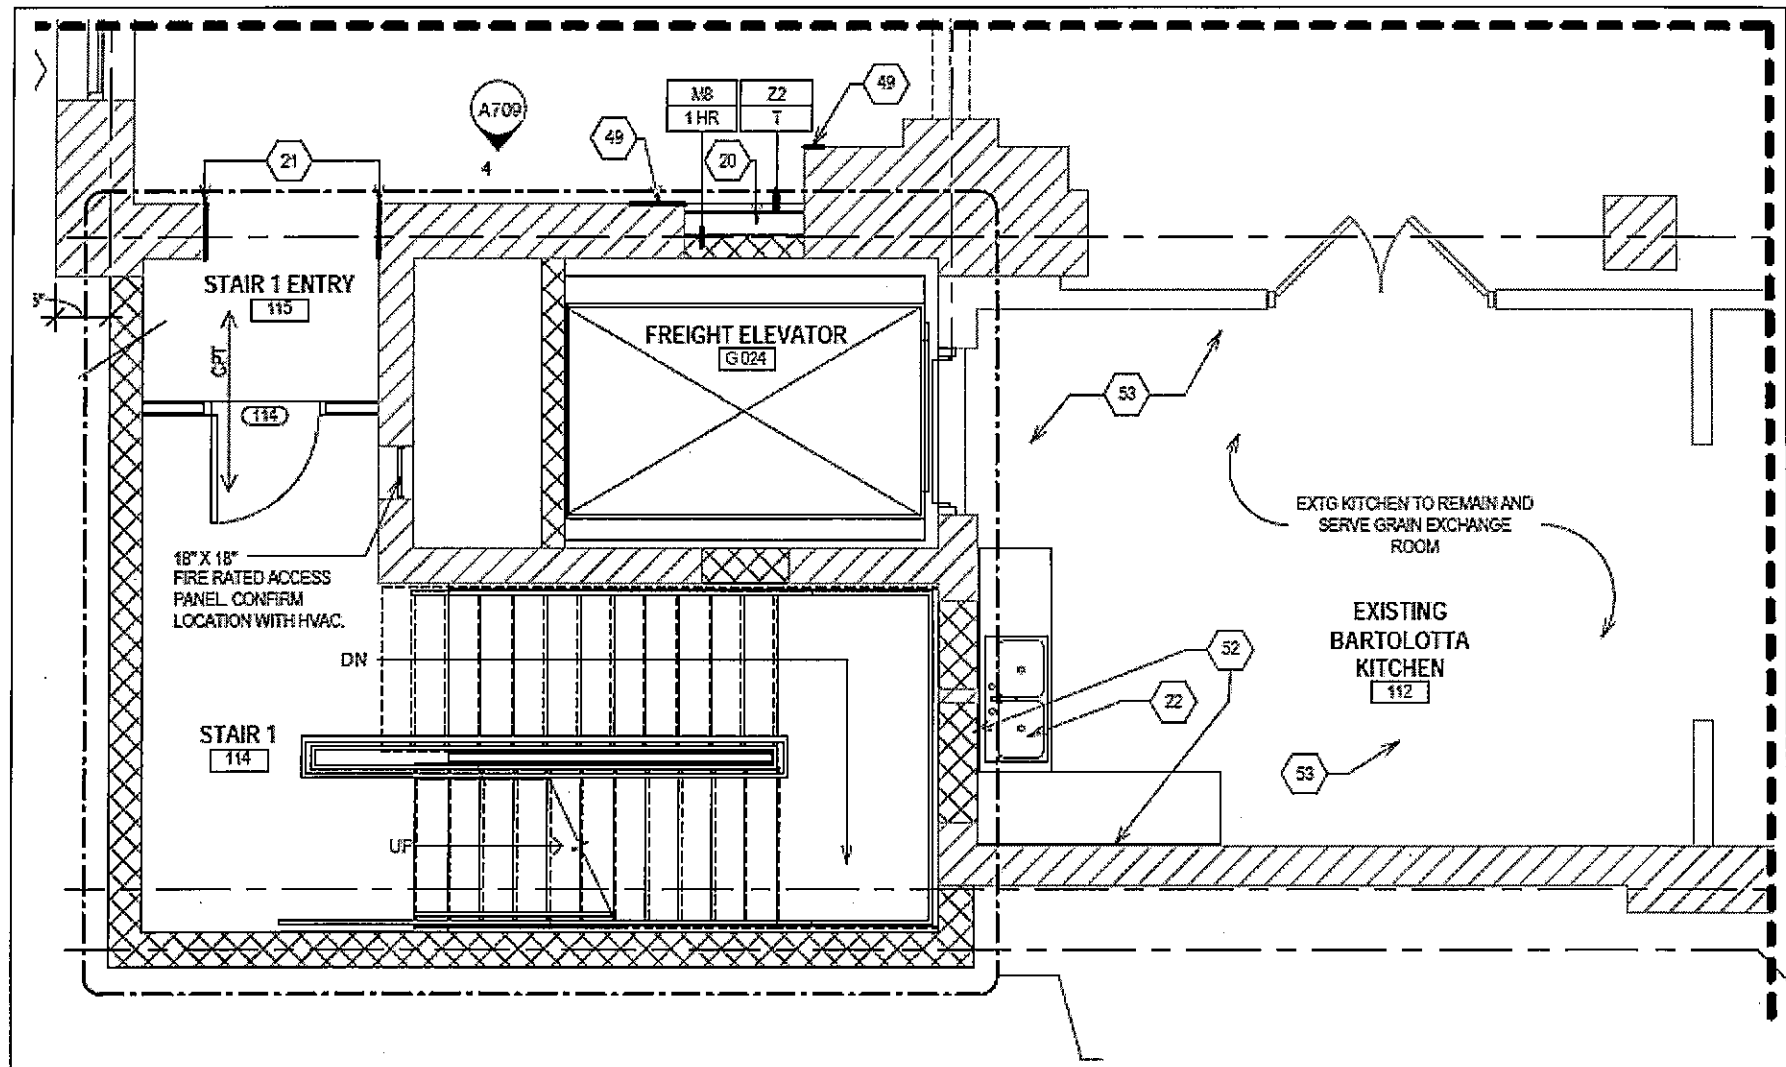 A709
4
M8
1 HR
Z2
T
49
49
20
21
STAIR 1 ENTRY
115
CPT
114
FREIGHT ELEVATOR
G 024
53
EXTG KITCHEN TO REMAIN AND
SERVE GRAIN EXCHANGE
ROOM
18" X 18"
FIRE RATED ACCESS
PANEL. CONFIRM
LOCATION WITH HVAC.
EXISTING
BARTOLOTTA
KITCHEN
112
DN
52
22
STAIR 1
114
53
UP